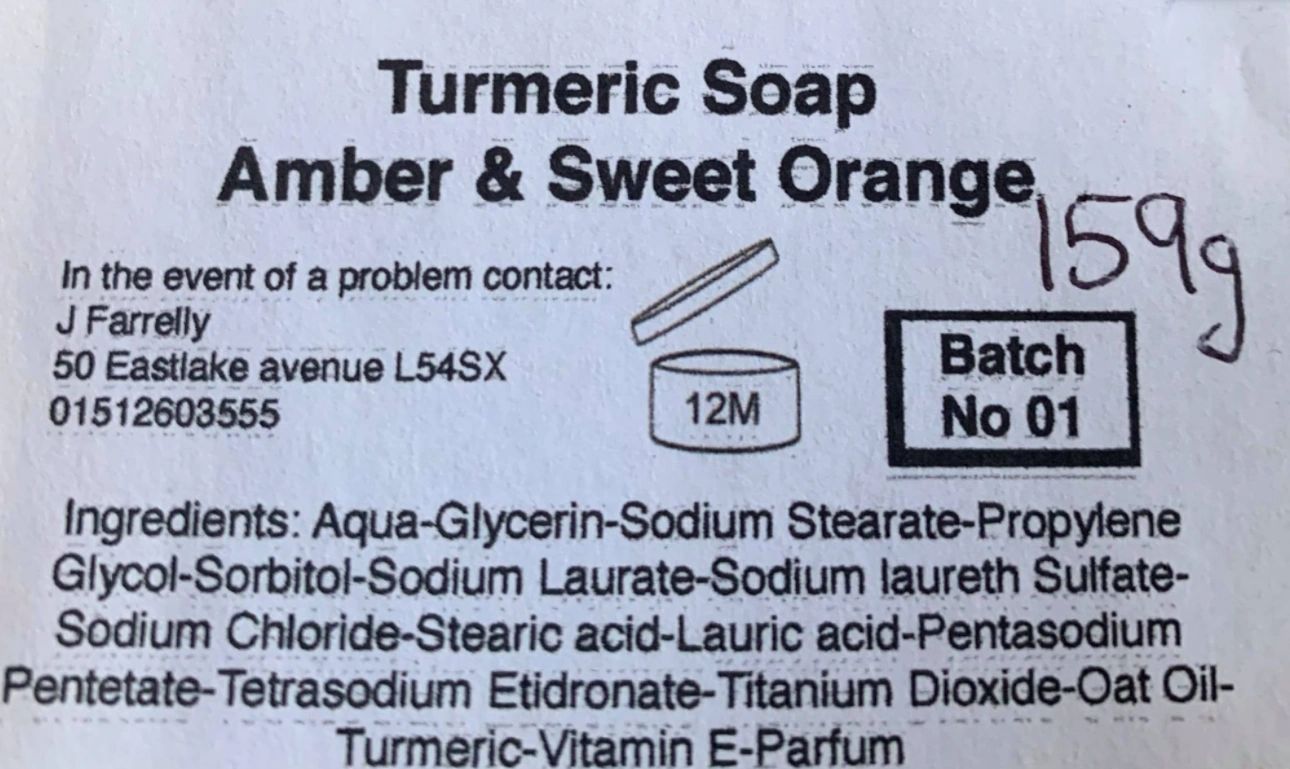 Turmeric Soap
Amber & Sweet Orange
159g
In the event of a problem contact:
J Farrelly
50 Eastlake avenue L54SX
01512603555
12M
Batch
No 01
Ingredients: Aqua-Glycerin-Sodium Stearate-Propylene
Glycol-Sorbitol-Sodium Laurate-Sodium laureth Sulfate-
Sodium Chloride-Stearic acid-Lauric acid-Pentasodium
Pentetate-Tetrasodium Etidronate-Titanium Dioxide-Oat Oil-
Turmeric-Vitamin E-Parfum